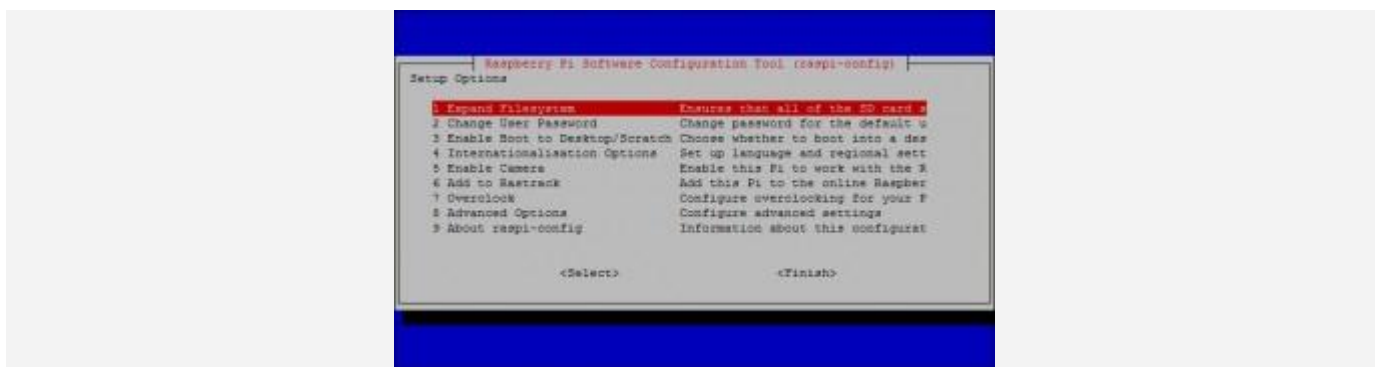 Raspberry Pi Software Configuration Tool (raspi-config)
Setup Options
1 Expand Filesystem Ensures that all of the SD card s
2 Change User Password Change password for the default u
3 Enable Boot to Desktop/Scratch Choose whether to boot into a des
4 Internationalisation Options Set up language and regional sett
5 Enable Camera Enable this Pi to work with the R
6 Add to Rastrack Add this Pi to the online Raspber
7 Overclock Configure overclocking for your P
8 Advanced Options Configure advanced settings
9 About raspi-config Information about this configurat
<Select> <Finish>